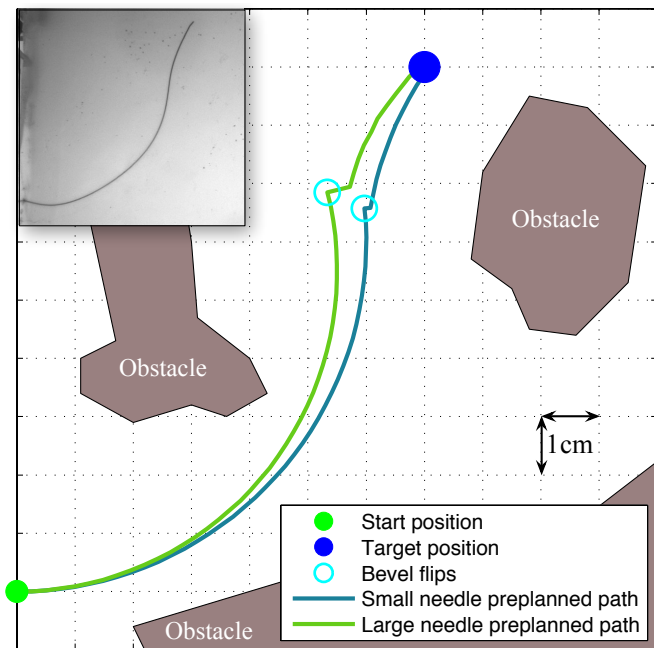 Obstacle
Obstacle
1cm
Start position
Target position
Bevel flips
Small needle preplanned path
Large needle preplanned path
Obstacle